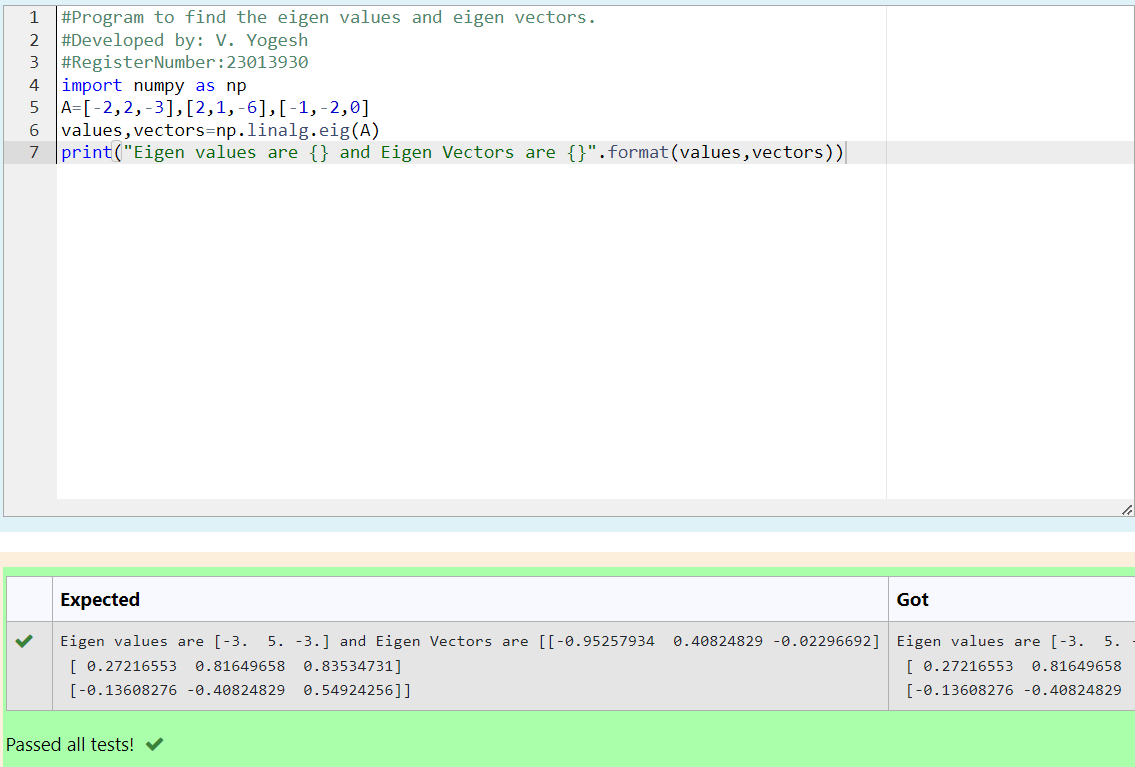 1 #Program to find the eigen values and eigen vectors.
2 #Developed by: V. Yogesh
3 #RegisterNumber:23013930
4 import numpy as np
5 A=[-2,2,-3],[2,1,-6],[-1,-2,0]
6 values,vectors=np.linalg.eig(A)
7 print("Eigen values are {} and Eigen Vectors are {}".format(values,vectors))
Expected Got
Eigen values are [-3.  5. -3.] and Eigen Vectors are [[-0.95257934  0.40824829 -0.02296692] Eigen values are [-3.  5. -
[ 0.27216553  0.81649658  0.83534731] [ 0.27216553  0.81649658
[-0.13608276 -0.40824829  0.54924256]] [-0.13608276 -0.40824829
Passed all tests!